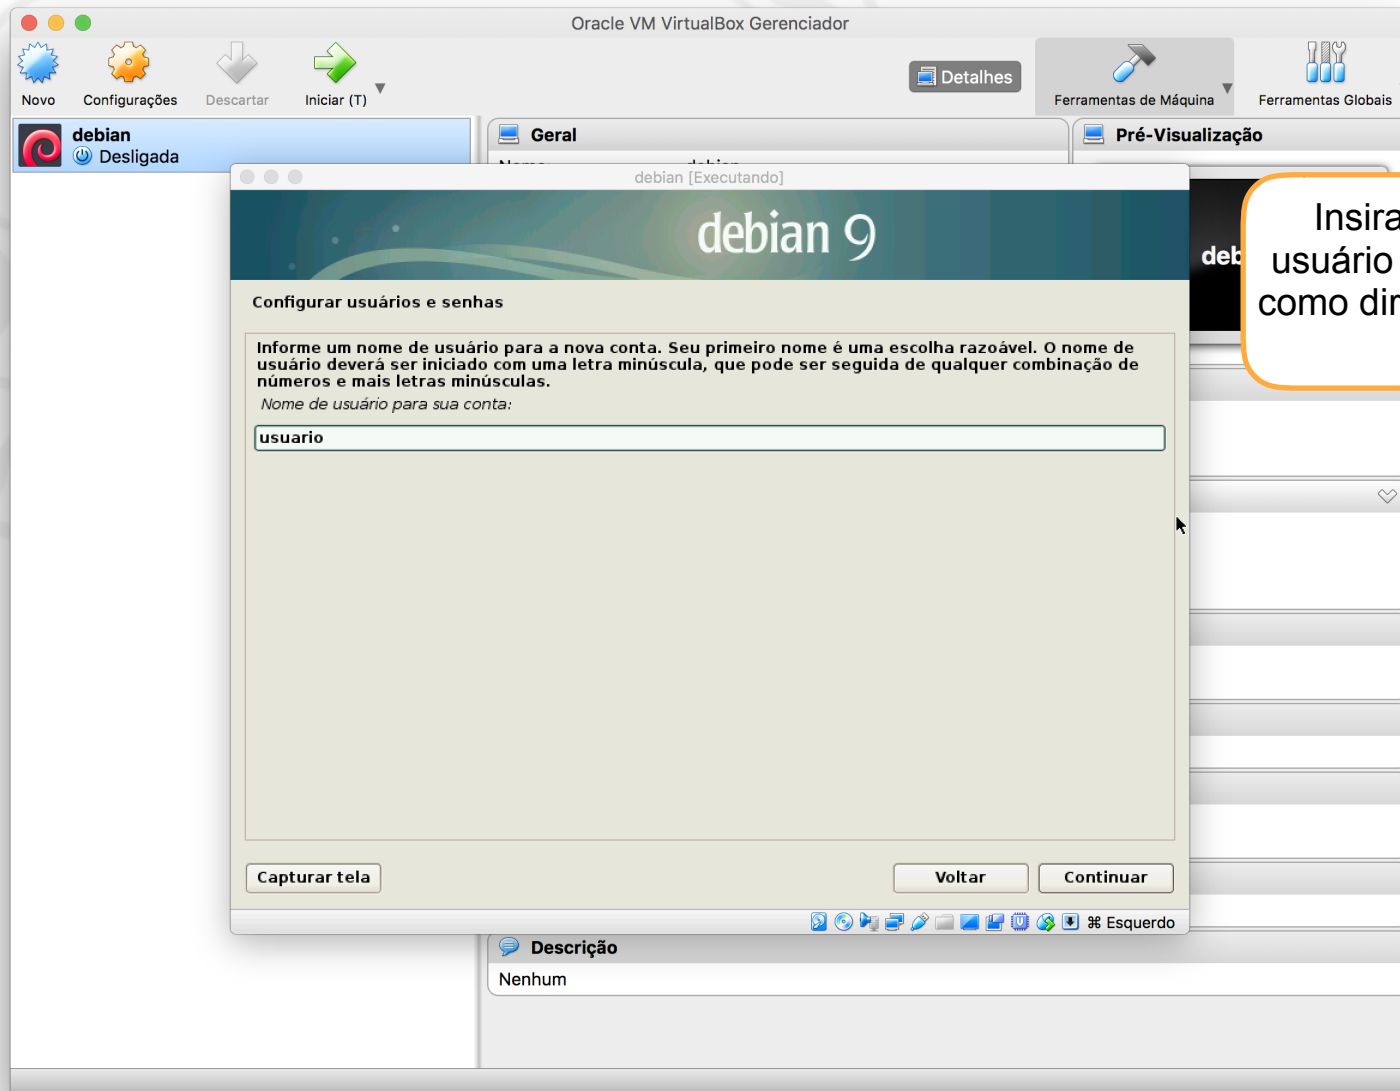 Oracle VM VirtualBox Gerenciador
Novo
Configurações
Descartar
Iniciar (T)
Detalhes
Ferramentas de Máquina
Ferramentas Globais
debian
Desligada
Geral
Pré-Visualização
debian [Executando]
debian 9
Insira
usuário
como
Configurar usuários e senhas
Informe um nome de usuário para a nova conta. Seu primeiro nome é uma escolha razoável. O nome de
usuário deverá ser iniciado com uma letra minúscula, que pode ser seguida de qualquer combinação de
números e mais letras minúsculas.
Nome de usuário para sua conta:
usuario
Capturar tela
Voltar
Continuar
⌘ Esquerdo
Descrição
Nenhum